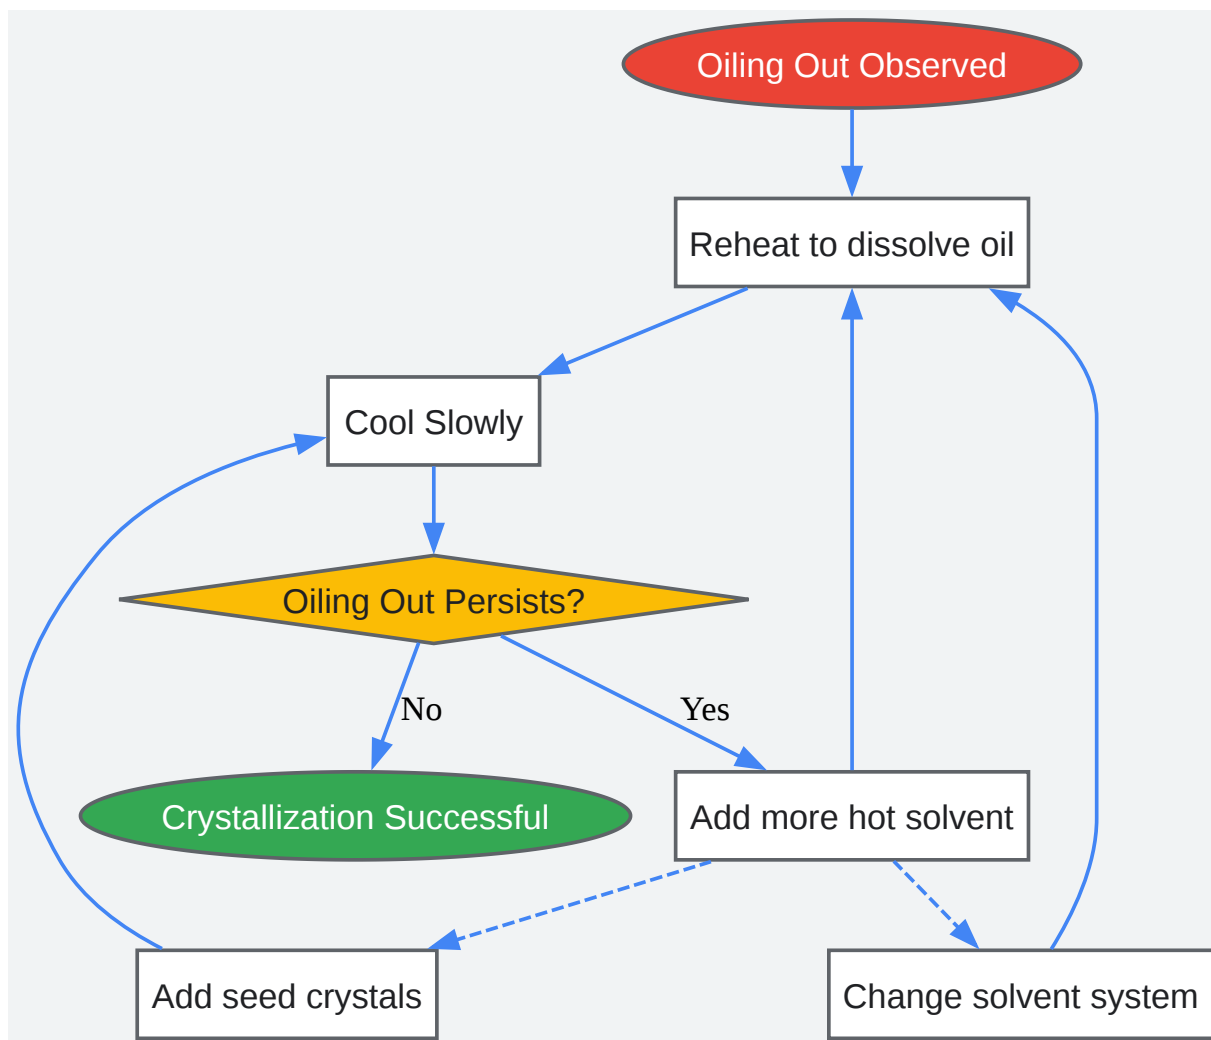 Oiling Out Observed
Reheat to dissolve oil
Cool Slowly
Oiling Out Persists?
No
Yes
Crystallization Successful
Add more hot solvent
Add seed crystals
Change solvent system